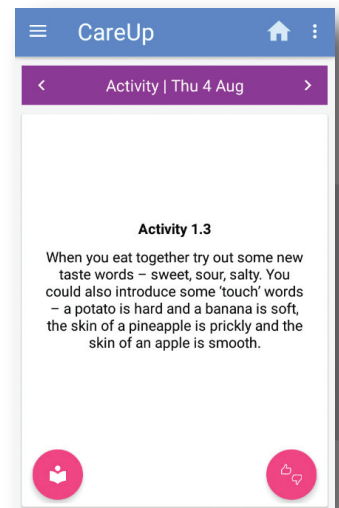 CareUp
Activity | Thu 4 Aug
Activity 1.3
When you eat together try out some new
taste words – sweet, sour, salty. You
could also introduce some ‘touch’ words
– a potato is hard and a banana is soft,
the skin of a pineapple is prickly and the
skin of an apple is smooth.